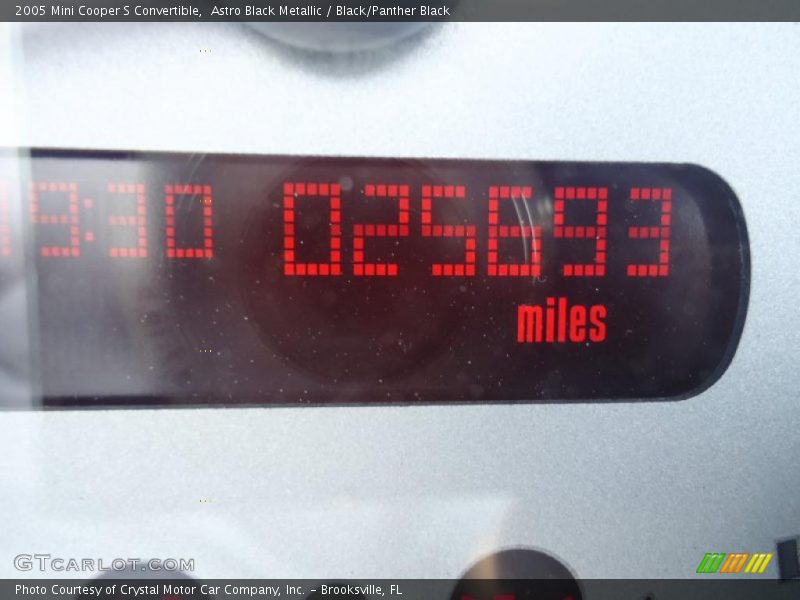 2005 Mini Cooper S Convertible, Astro Black Metallic / Black/Panther Black
9:30 025693
miles
GTCARLOT.COM
Photo Courtesy of Crystal Motor Car Company, Inc. – Brooksville, FL